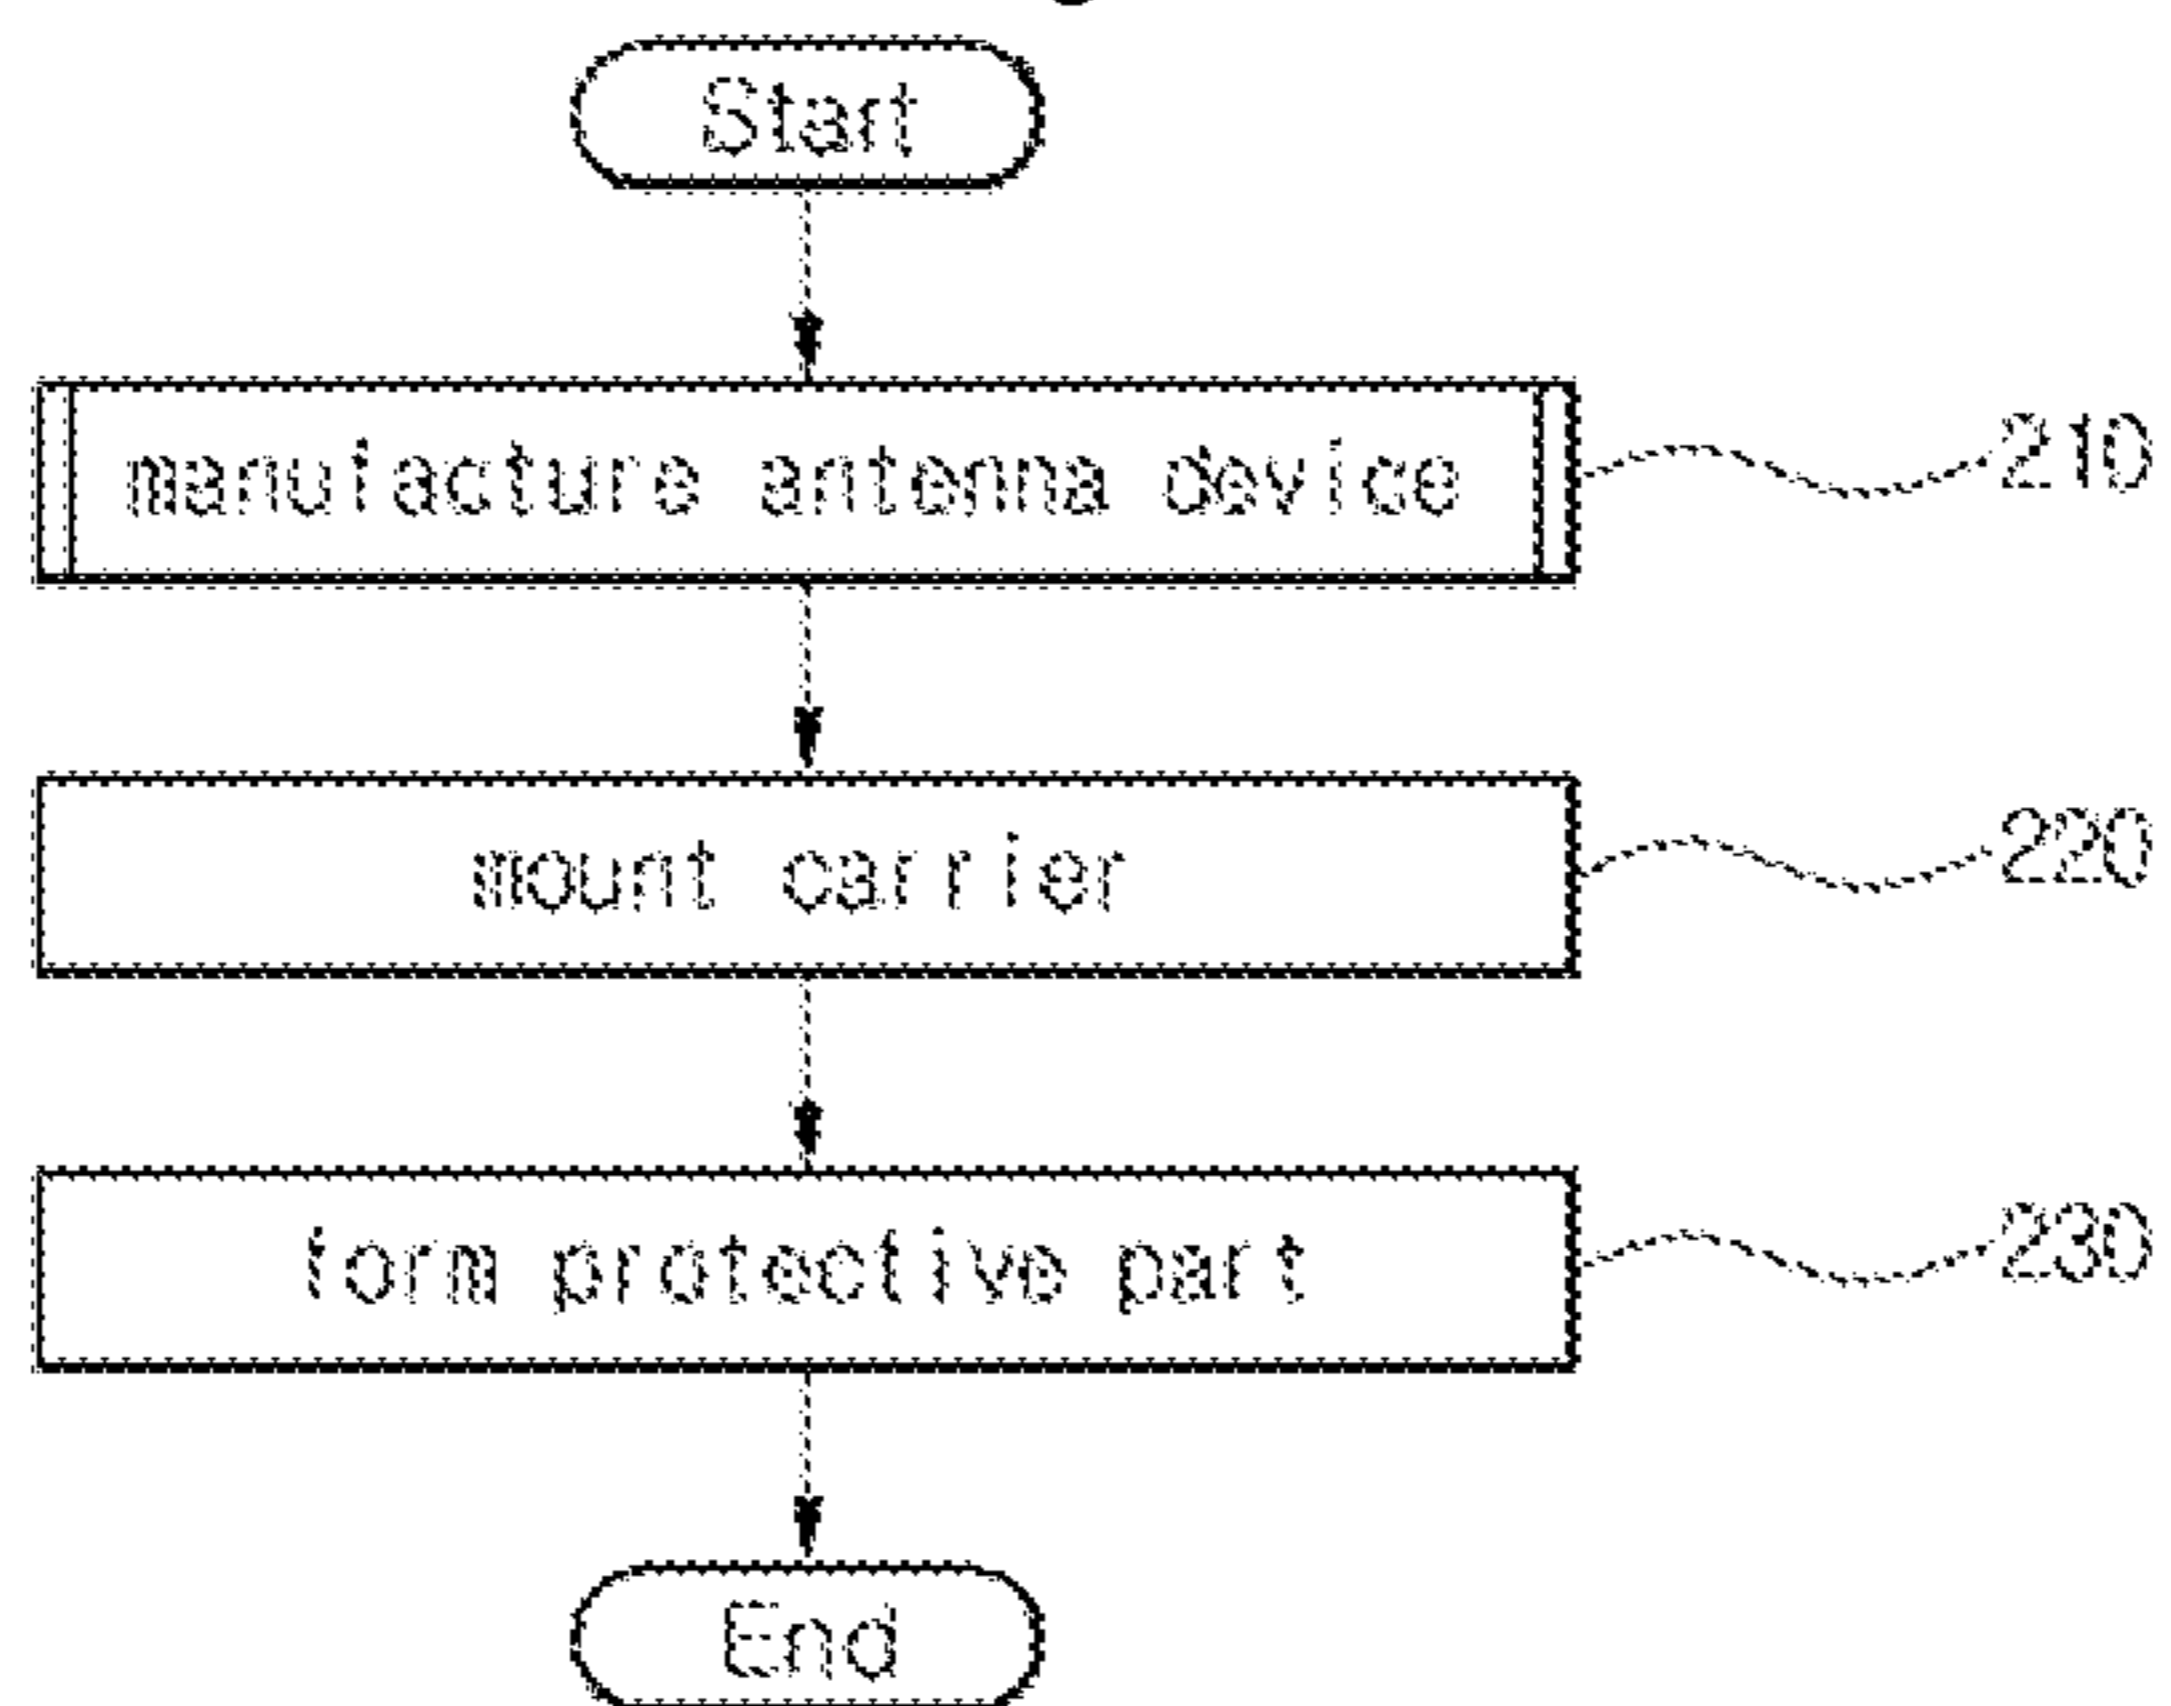 Start
manufacture antenna device
210
mount carrier
220
form protective part
230
End